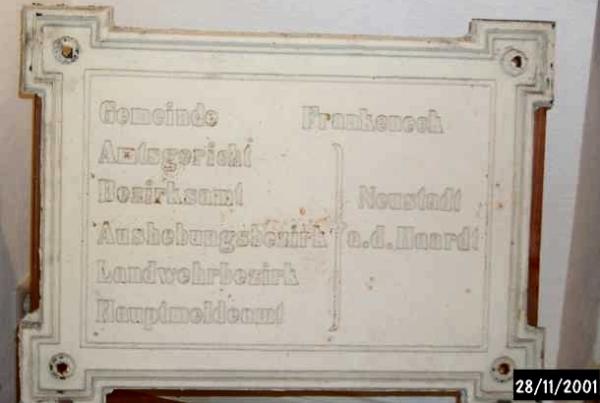 Gemeinde Frankeneck
Amtsgericht
Bezirksamt Neustadt
Aushebungsbezirk a.d.Haardt
Landwehrbezirk
Hauptmeldeamt
28/11/2001